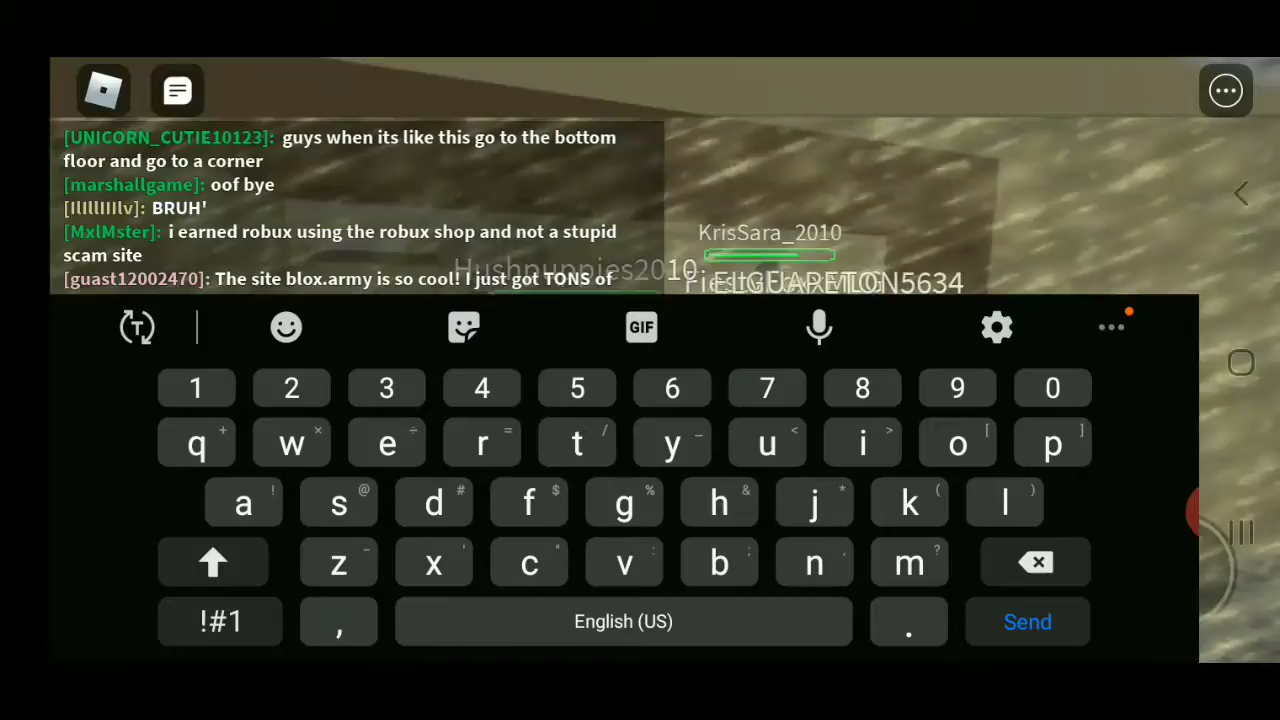 [UNICORN_CUTIE10123]: guys when its like this go to the bottom
floor and go to a corner
[marshallgame]: oof bye
BRUH'
[MxlMster]: i earned robux using the robux shop and not a stupid
scam site
[guast12002470]: The site blox.army is so cool! I just got TONS of
KrisSara_2010
Hushpuppies2010
ELGUARETON5634
T
GIF
1 2 3 4 5 6 7 8 9 0
q + w × e ÷ r = t / y _ u < i > o [ p ]
a ! s @ d # f $ g % h & j * k ( l )
z - x ' c " v : b ; n , m ?
!#1 , English (US) . Send